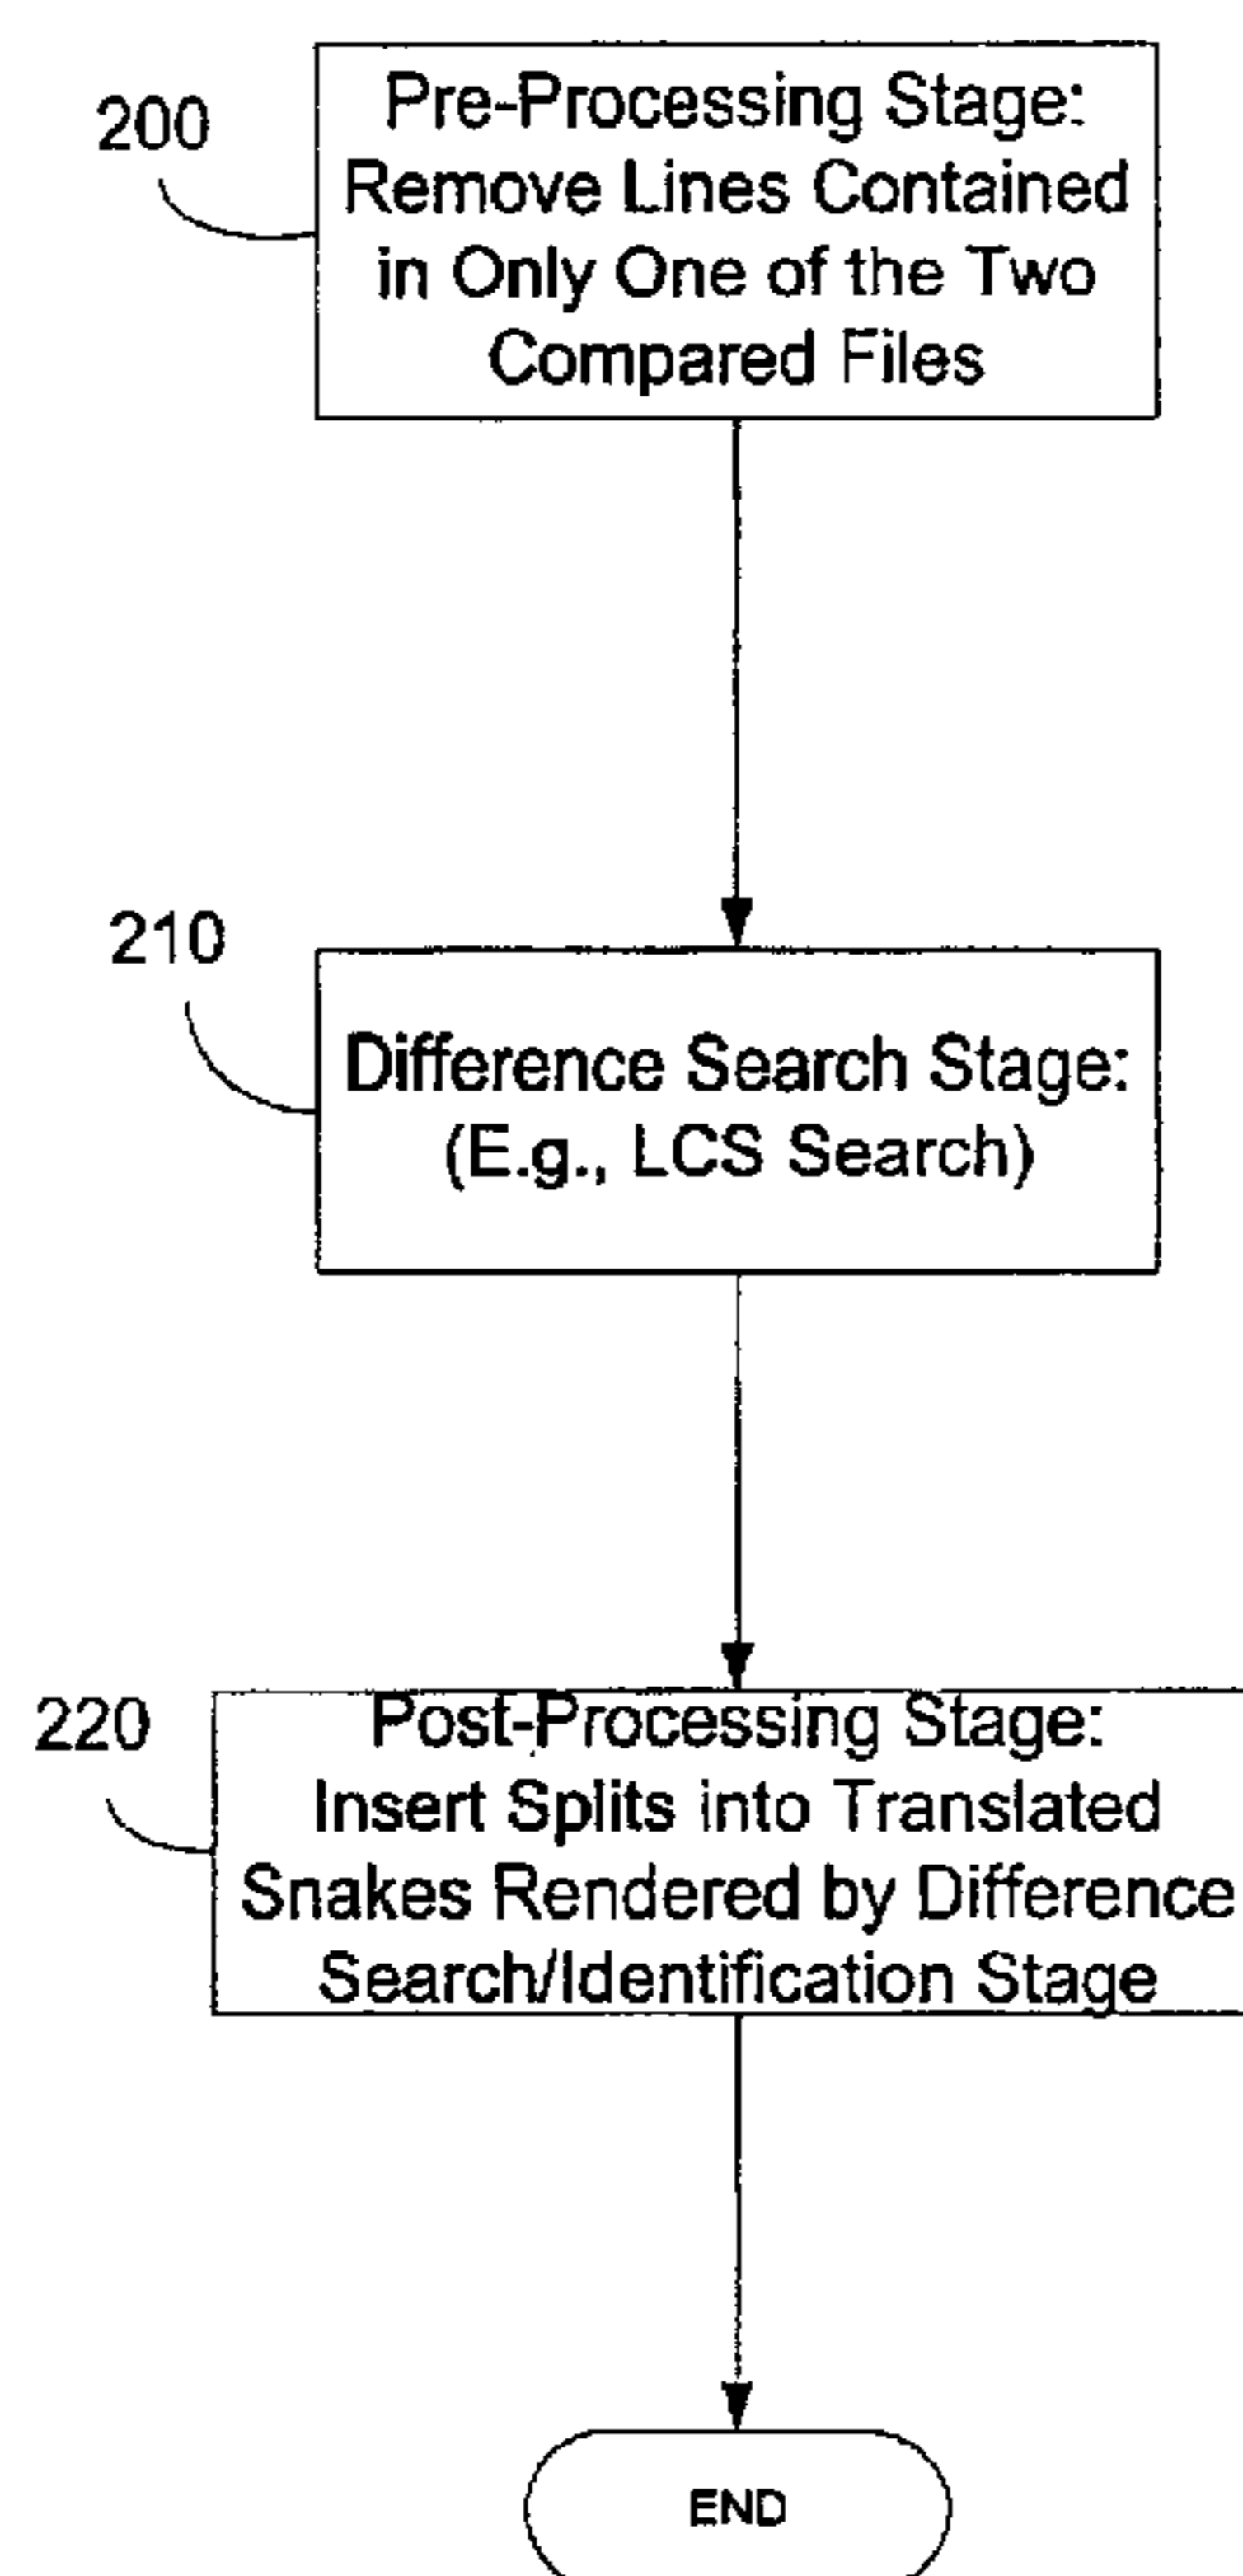 200
Pre-Processing Stage:
Remove Lines Contained
in Only One of the Two
Compared Files
210
Difference Search Stage:
(E.g., LCS Search)
220
Post-Processing Stage:
Insert Splits into Translated
Snakes Rendered by Difference
Search/Identification Stage
END